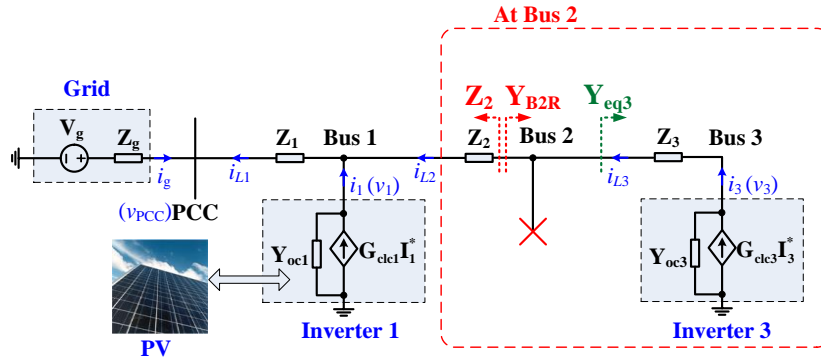 At Bus 2
Grid
Z2 YB2R Yeq3
Vg Zg Z1 Bus 1 Z2 Bus 2 Z3 Bus 3
ig iL1 iL2 iL3
(vPCC) PCC i1 (v1) i3 (v3)
Yoc1 Gclc1I1* Yoc3 Gclc3I3*
PV Inverter 1 Inverter 3